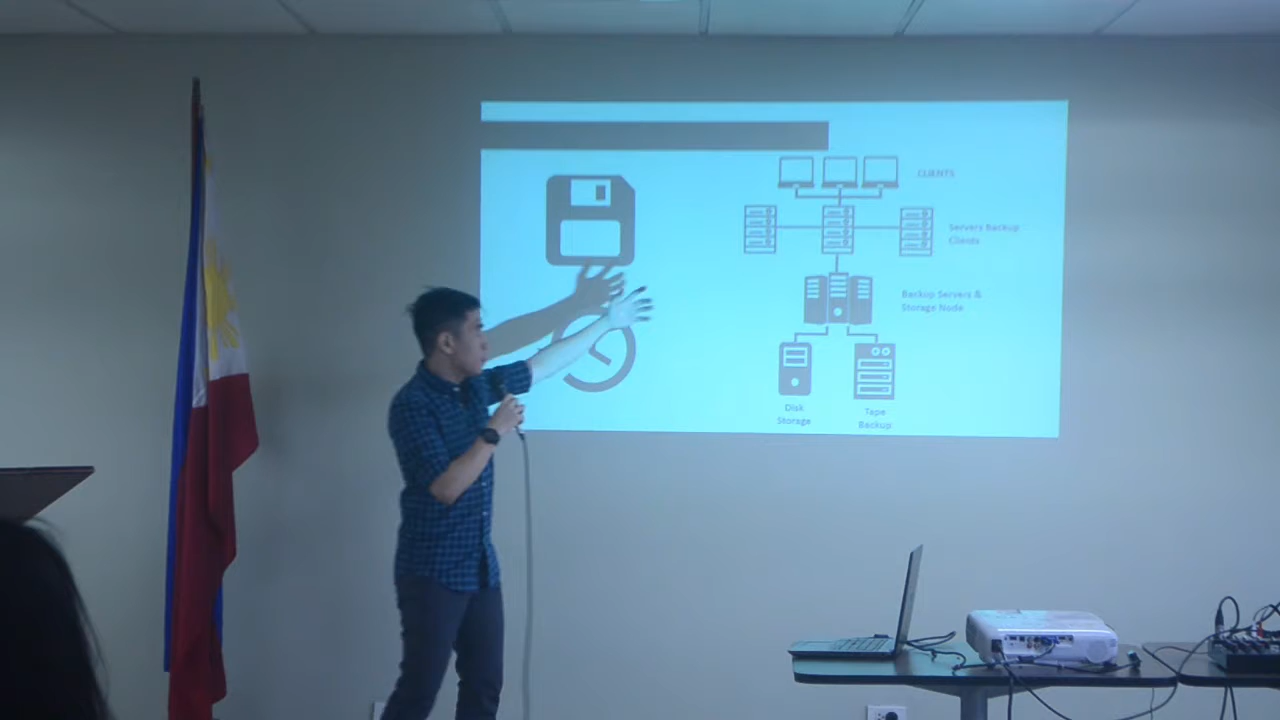 CLIENTS
Servers Backup
Clients
Backup Servers &
Storage Node
Disk
Storage
Tape
Backup